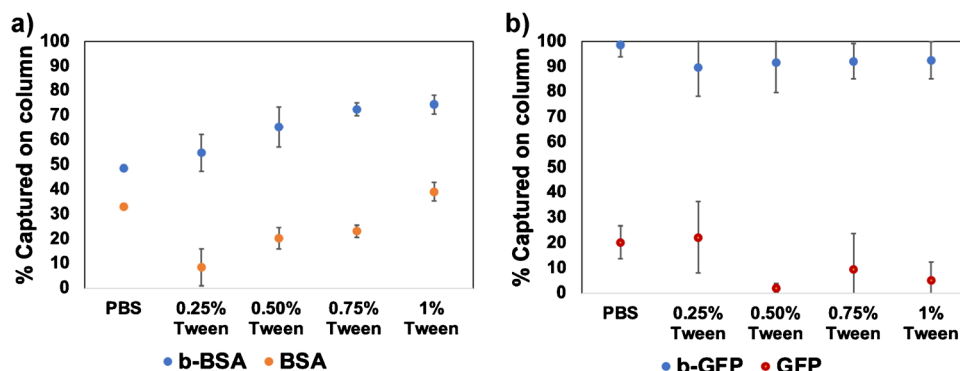 a)
% Captured on column
100
90
80
70
60
50
40
30
20
10
0
PBS 0.25% 0.50% 0.75% 1%
Tween Tween Tween Tween
b-BSA BSA
b)
% Captured on column
100
90
80
70
60
50
40
30
20
10
0
PBS 0.25% 0.50% 0.75% 1%
Tween Tween Tween Tween
b-GFP GFP